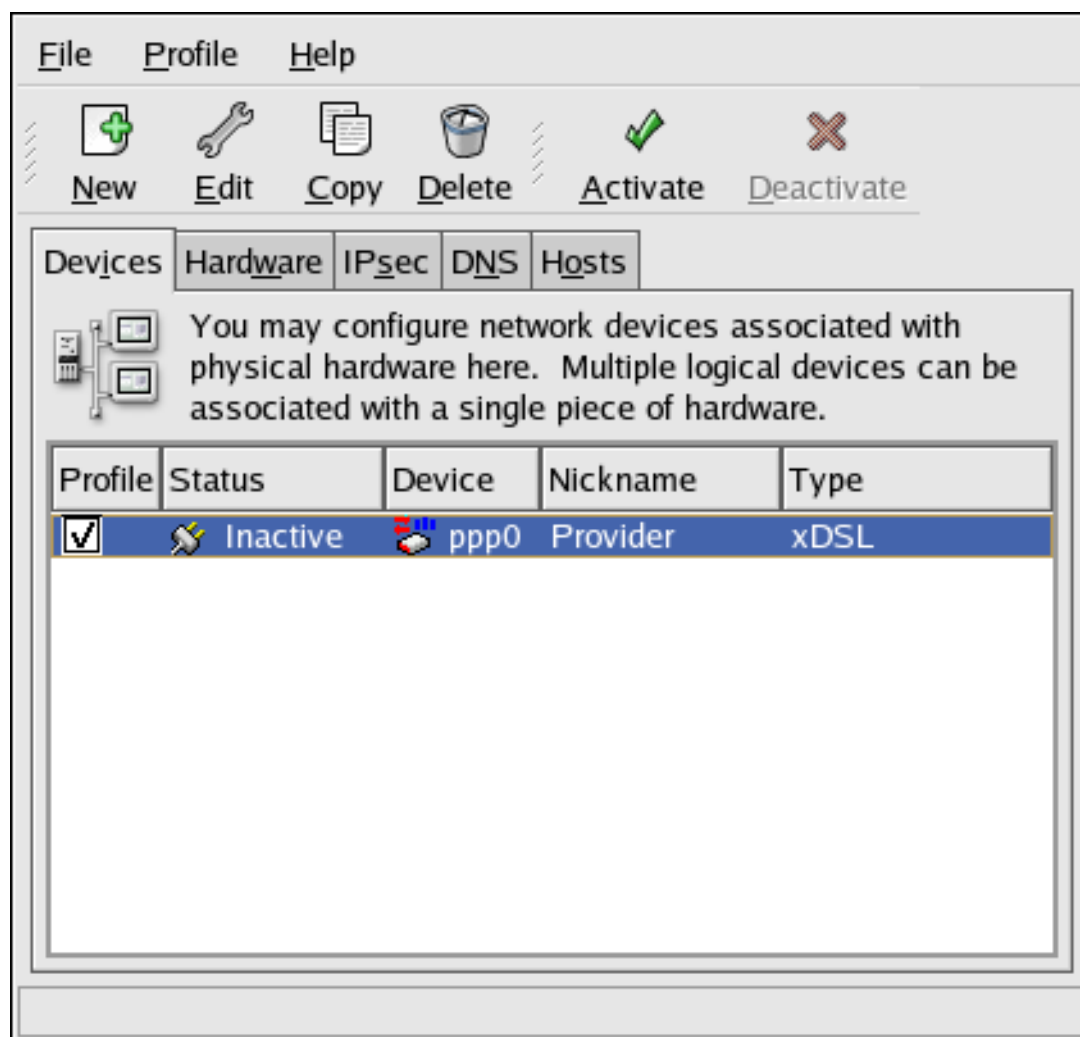 File Profile Help
New Edit Copy Delete Activate Deactivate
Devices Hardware IPsec DNS Hosts
You may configure network devices associated with
physical hardware here.  Multiple logical devices can be
associated with a single piece of hardware.
Profile Status Device Nickname Type
Inactive ppp0 Provider xDSL